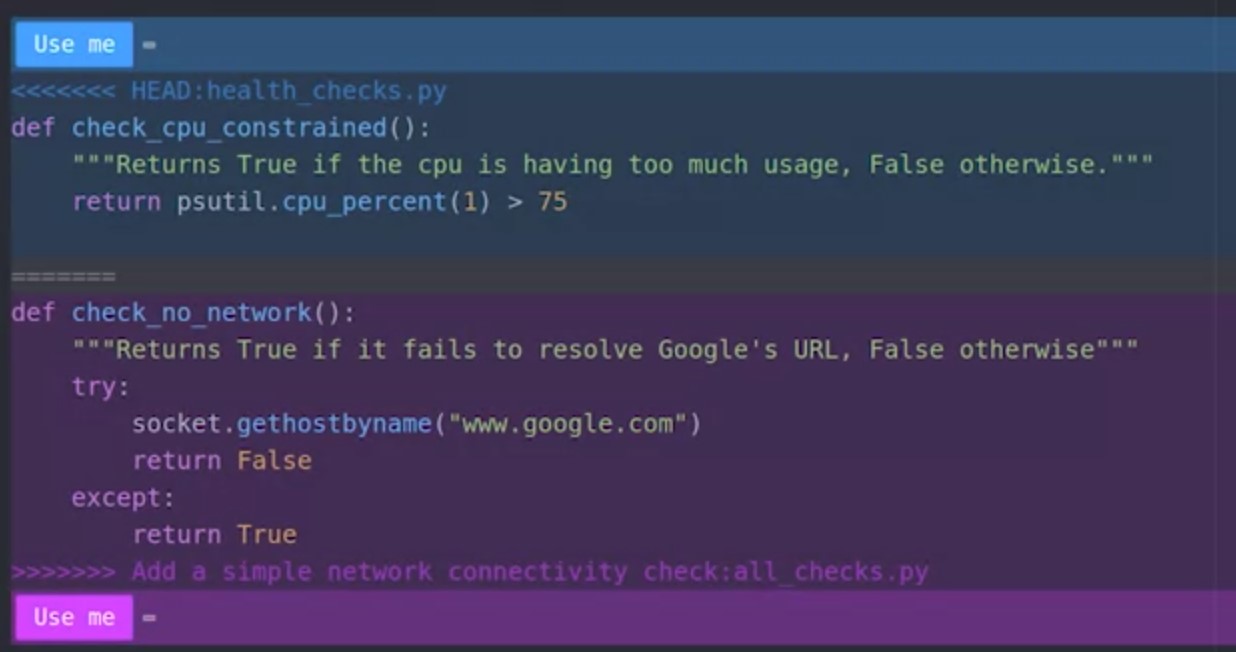 Use me
<<<<<<< HEAD:health_checks.py
def check_cpu_constrained():
    """Returns True if the cpu is having too much usage, False otherwise."""
    return psutil.cpu_percent(1) > 75
=======
def check_no_network():
    """Returns True if it fails to resolve Google's URL, False otherwise"""
    try:
        socket.gethostbyname("www.google.com")
        return False
    except:
        return True
>>>>>>> Add a simple network connectivity check:all_checks.py
Use me